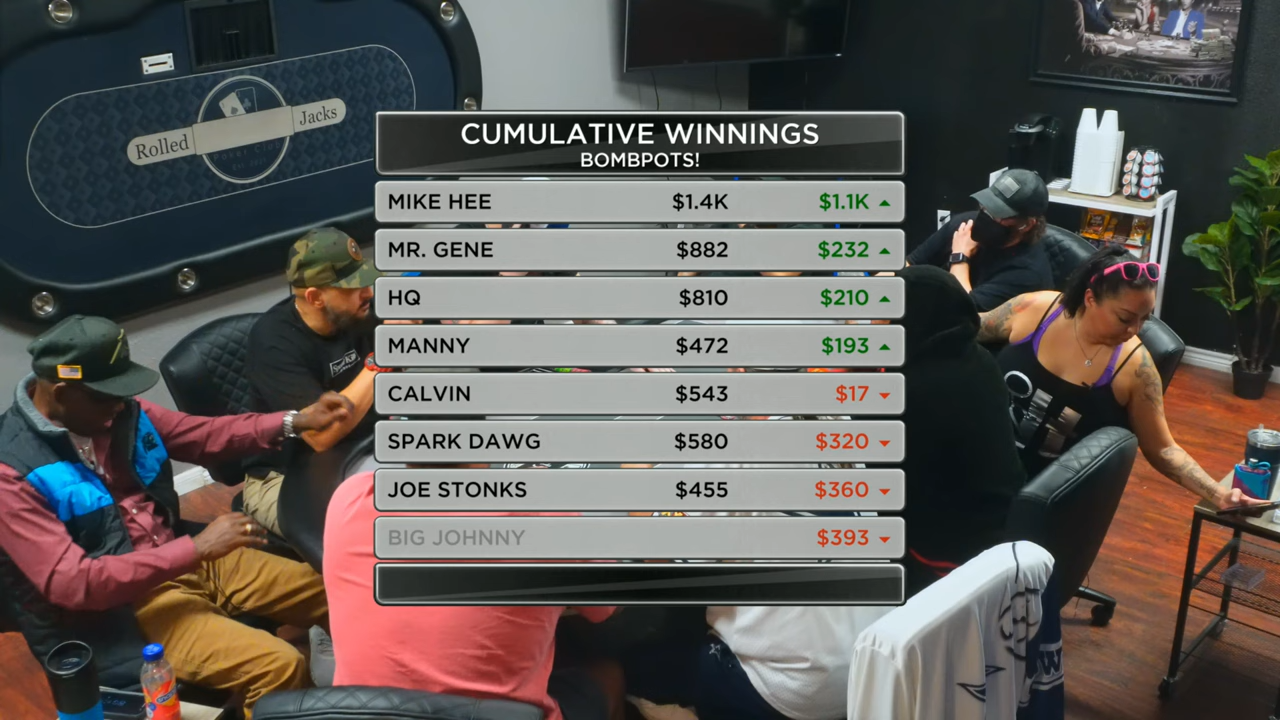 Rolled
Jacks
CUMULATIVE WINNINGS
BOMBPOTS!
MIKE HEE $1.4K $1.1K
MR. GENE $882 $232
HQ $810 $210
MANNY $472 $193
CALVIN $543 $17
SPARK DAWG $580 $320
JOE STONKS $455 $360
BIG JOHNNY $393